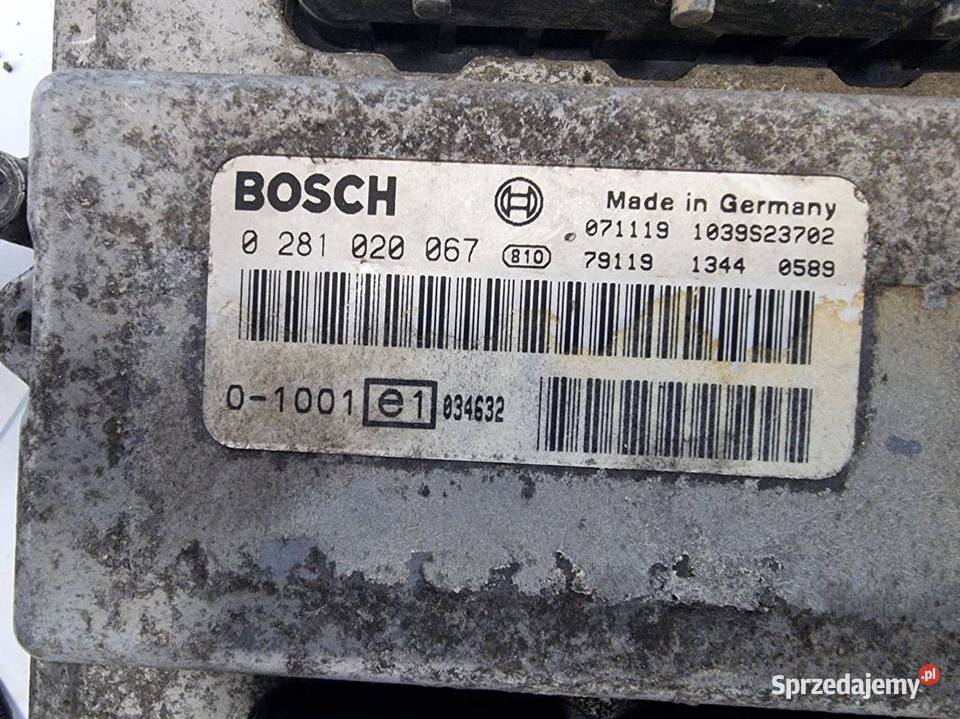 BOSCH
Made in Germany
071119 1039S23702
0 281 020 067 810 79119 1344 0589
0-1001 e1 034632
Sprzedajemy.pl